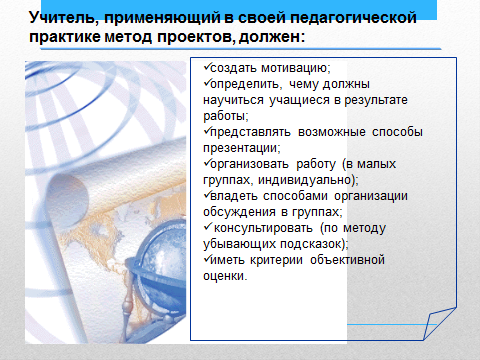 Учитель, применяющий в своей педагогической
практике метод проектов, должен:
✓создать мотивацию;
✓определить, чему должны
научиться учащиеся в результате
работы;
✓представлять возможные способы
презентации;
✓организовать работу (в малых
группах, индивидуально);
✓владеть способами организации
обсуждения в группах;
✓ консультировать (по методу
убывающих подсказок);
✓иметь критерии объективной
оценки.